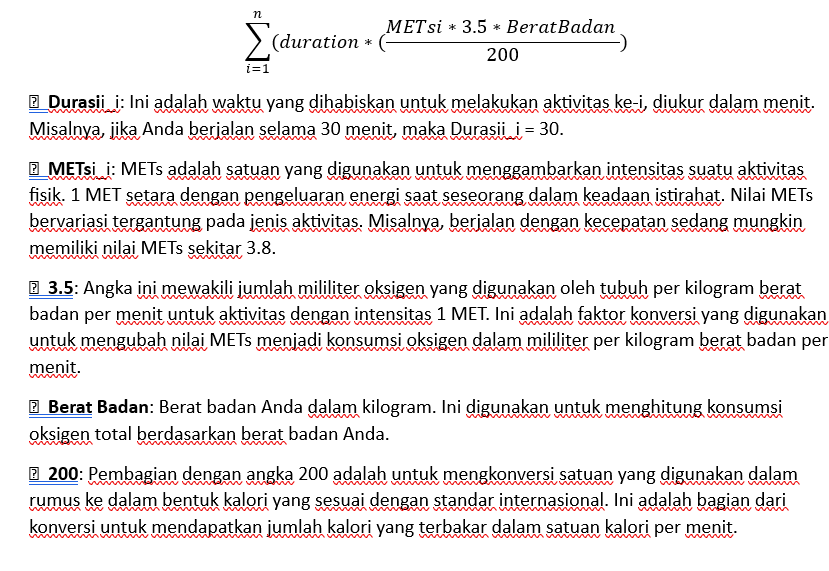 n
∑ (duration * (METsi * 3.5 * BeratBadan / 200)
i=1
⍰ Durasii_i: Ini adalah waktu yang dihabiskan untuk melakukan aktivitas ke-i, diukur dalam menit.
Misalnya, jika Anda berjalan selama 30 menit, maka Durasii_i = 30.
⍰ METsi_i: METs adalah satuan yang digunakan untuk menggambarkan intensitas suatu aktivitas
fisik. 1 MET setara dengan pengeluaran energi saat seseorang dalam keadaan istirahat. Nilai METs
bervariasi tergantung pada jenis aktivitas. Misalnya, berjalan dengan kecepatan sedang mungkin
memiliki nilai METs sekitar 3.8.
⍰ 3.5: Angka ini mewakili jumlah mililiter oksigen yang digunakan oleh tubuh per kilogram berat
badan per menit untuk aktivitas dengan intensitas 1 MET. Ini adalah faktor konversi yang digunakan
untuk mengubah nilai METs menjadi konsumsi oksigen dalam mililiter per kilogram berat badan per
menit.
⍰ Berat Badan: Berat badan Anda dalam kilogram. Ini digunakan untuk menghitung konsumsi
oksigen total berdasarkan berat badan Anda.
⍰ 200: Pembagian dengan angka 200 adalah untuk mengkonversi satuan yang digunakan dalam
rumus ke dalam bentuk kalori yang sesuai dengan standar internasional. Ini adalah bagian dari
konversi untuk mendapatkan jumlah kalori yang terbakar dalam satuan kalori per menit.